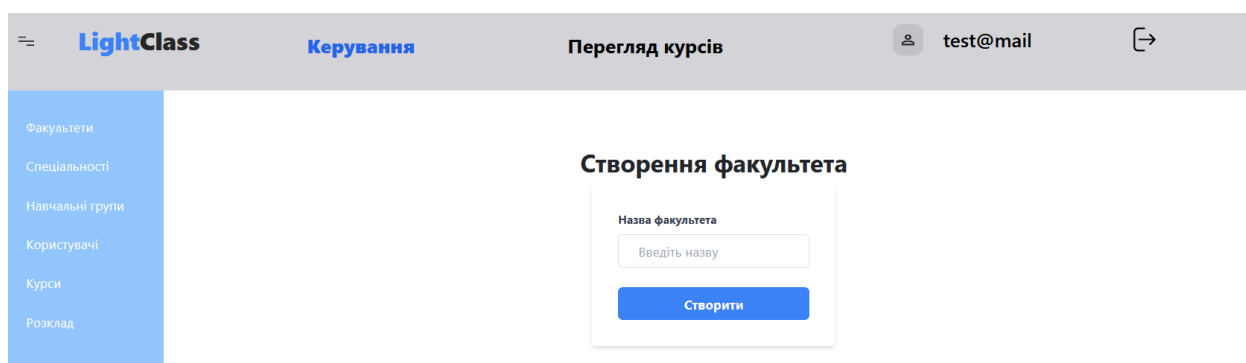 LightClass
Керування
Перегляд курсів
test@mail
Факультети
Спеціальності
Навчальні групи
Користувачі
Курси
Розклад
Створення факультета
Назва факультета
Введіть назву
Створити